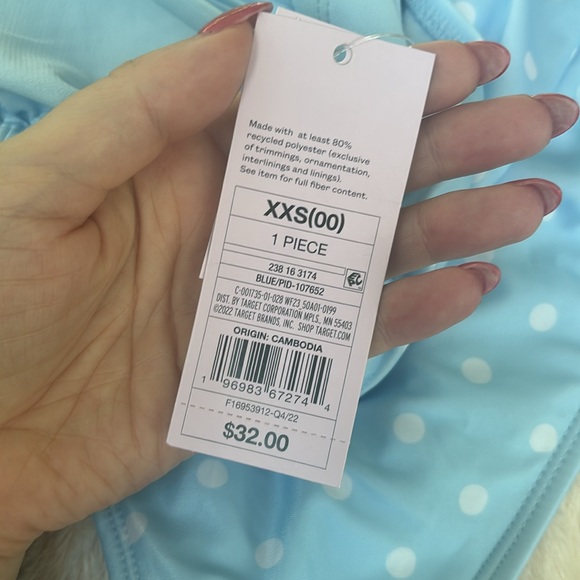 Made with at least 80%
recycled polyester (exclusive
of trimmings, ornamentation,
interlinings and linings).
See item for full fiber content.
XXS(00)
1 PIECE
238 16 3174
BLUE/PID-107652
C-001735-01-028 WF23_50A01-0199
DIST. BY TARGET CORPORATION MPLS, MN 55403
©2022 TARGET BRANDS, INC. SHOP TARGET.COM
ORIGIN: CAMBODIA
1 96983 67274 4
F16953912-Q4/22
$32.00